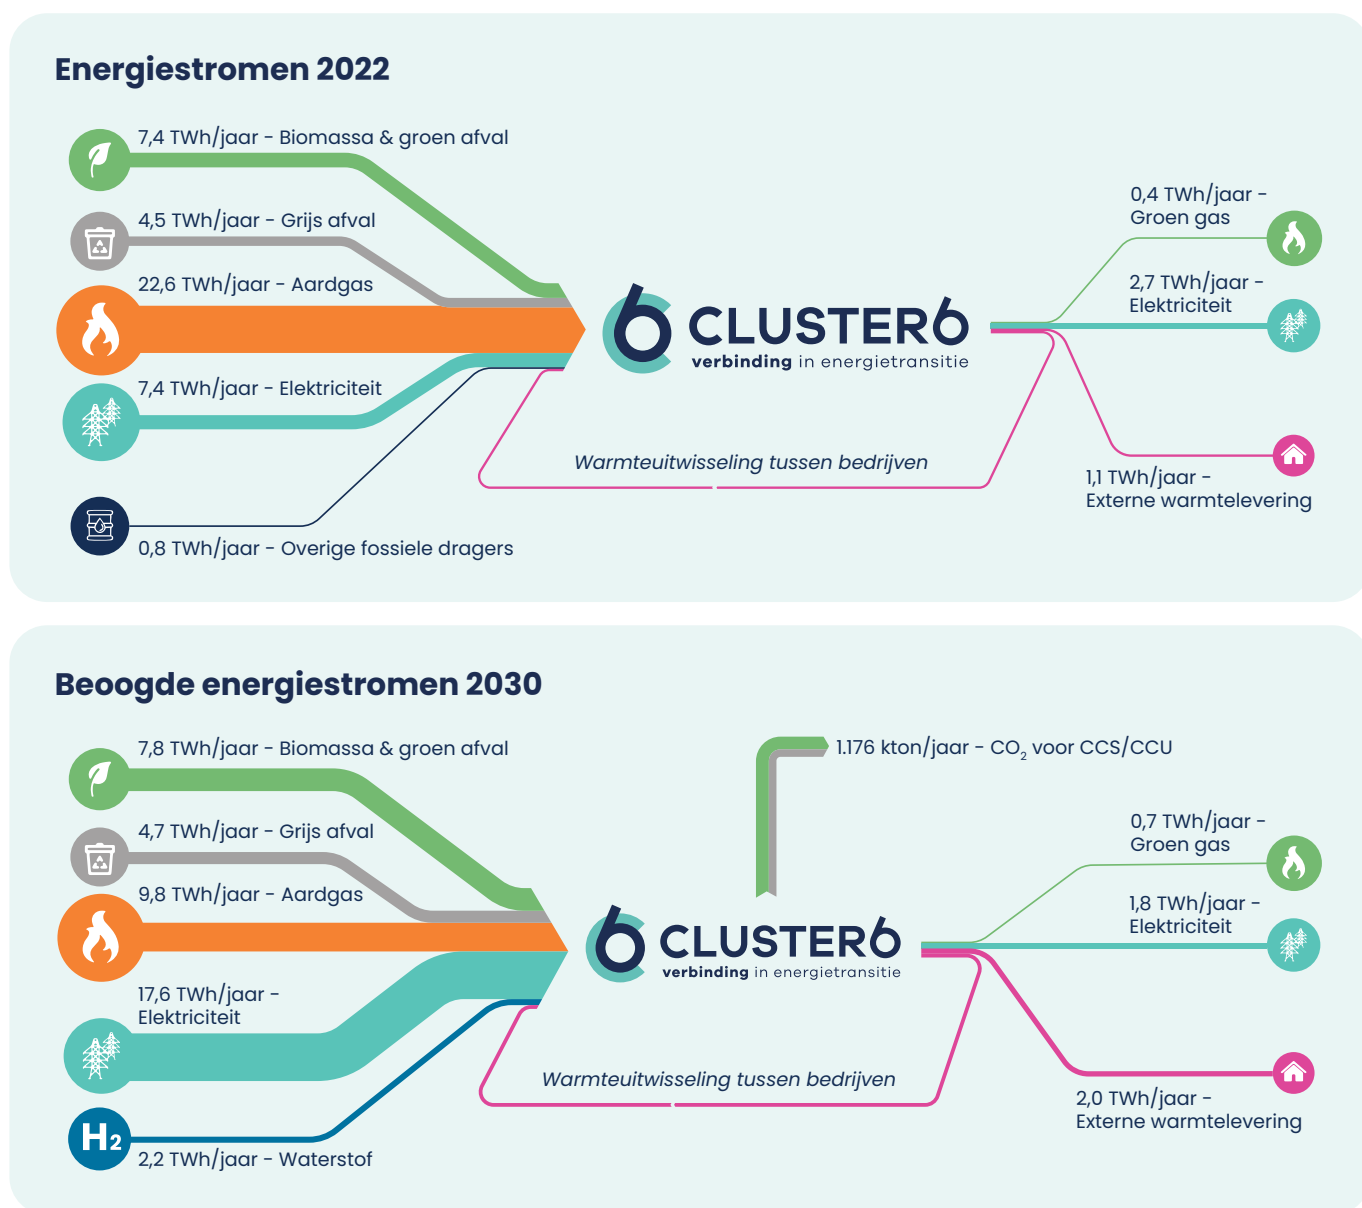 Energiestromen 2022
7,4 TWh/jaar - Biomassa & groen afval
4,5 TWh/jaar - Grijs afval
22,6 TWh/jaar - Aardgas
7,4 TWh/jaar - Elektriciteit
0,8 TWh/jaar - Overige fossiele dragers
CLUSTER6
verbinding in energietransitie
Warmteuitwisseling tussen bedrijven
0,4 TWh/jaar -
Groen gas
2,7 TWh/jaar -
Elektriciteit
1,1 TWh/jaar -
Externe warmtelevering
Beoogde energiestromen 2030
7,8 TWh/jaar - Biomassa & groen afval
4,7 TWh/jaar - Grijs afval
9,8 TWh/jaar - Aardgas
17,6 TWh/jaar -
Elektriciteit
H2
2,2 TWh/jaar - Waterstof
1.176 kton/jaar - CO₂ voor CCS/CCU
CLUSTER6
verbinding in energietransitie
Warmteuitwisseling tussen bedrijven
0,7 TWh/jaar -
Groen gas
1,8 TWh/jaar -
Elektriciteit
2,0 TWh/jaar -
Externe warmtelevering